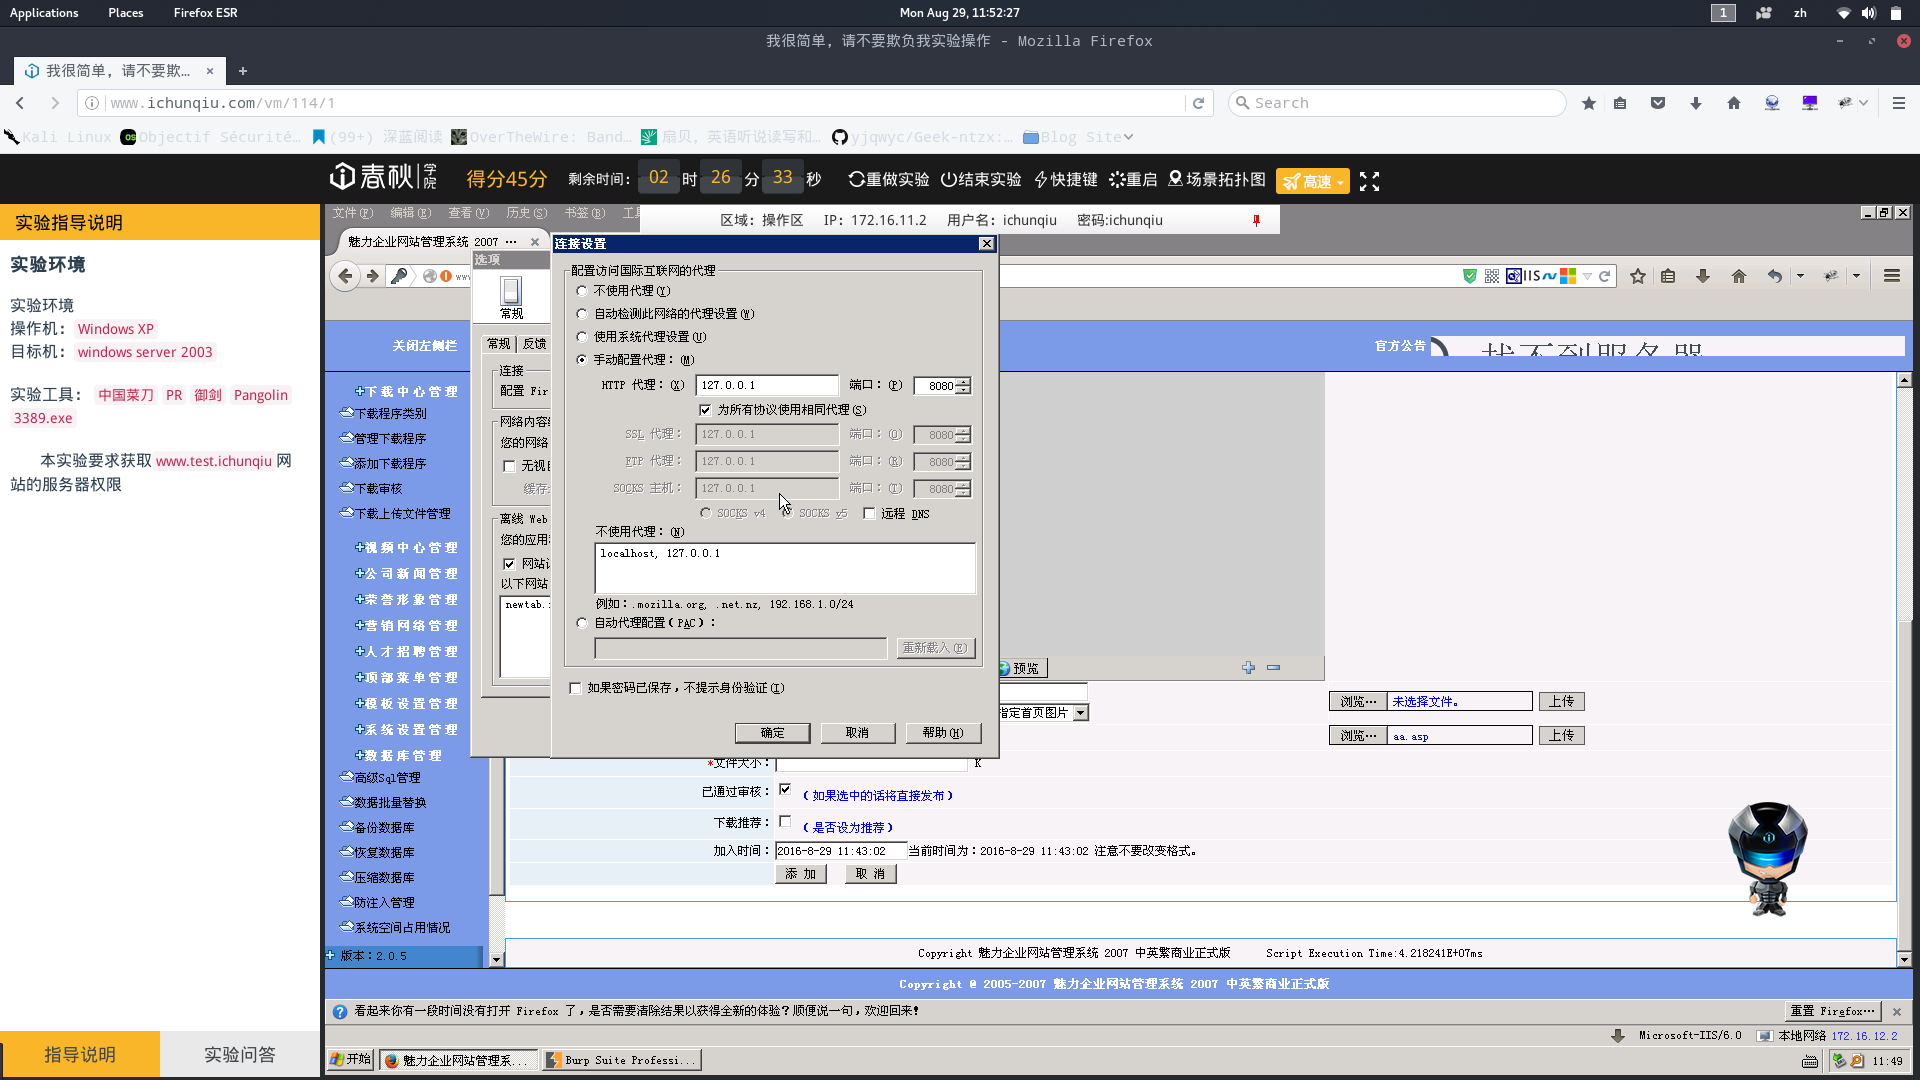 Applications Places Firefox ESR
Mon Aug 29, 11:52:27
1 zh
我很简单，请不要欺负我实验操作 - Mozilla Firefox
我很简单，请不要欺…
www.ichunqiu.com/vm/114/1
Search
Kali Linux Objectif Sécurité… (99+) 深蓝阅读 OverTheWire: Band… 扇贝，英语听说读写和… yjqwyc/Geek-ntzx:… Blog Site
春秋 学院 得分45分 剩余时间: 02 时 26 分 33 秒 重做实验 结束实验 快捷键 重启 场景拓扑图 高速
实验指导说明
实验环境
实验环境
操作机： Windows XP
目标机： windows server 2003
实验工具： 中国菜刀 PR 御剑 Pangolin
3389.exe
本实验要求获取 www.test.ichunqiu 网
站的服务器权限
指导说明 实验问答
文件(F) 编辑(E) 查看(V) 历史(S) 书签(B) 工具
区域：操作区 IP：172.16.11.2 用户名：ichunqiu 密码:ichunqiu
魅力企业网站管理系统 2007 …
www
IIS
关闭左侧栏
官方公告
找不到服务器
下载中心管理
下载程序类别
管理下载程序
添加下载程序
下载审核
下载上传文件管理
视频中心管理
公司新闻管理
荣誉形象管理
营销网络管理
人才招聘管理
顶部菜单管理
模板设置管理
系统设置管理
数据库管理
高级Sql管理
数据批量替换
备份数据库
恢复数据库
压缩数据库
防注入管理
系统空间占用情况
版本：2.0.5
选项
常规
常规 反馈
连接
配置 Fir
网络内容
您的网络
无视
缓存:
离线 Web
您的应用
网站
以下网站
newtab.
连接设置
配置访问国际互联网的代理
不使用代理(Y)
自动检测此网络的代理设置(W)
使用系统代理设置(U)
手动配置代理：(M)
HTTP 代理：(X) 127.0.0.1 端口：(P) 8080
为所有协议使用相同代理(S)
SSL 代理： 127.0.0.1 端口：(O) 8080
FTP 代理： 127.0.0.1 端口：(R) 8080
SOCKS 主机： 127.0.0.1 端口：(T) 8080
SOCKS v4 SOCKS v5 远程 DNS
不使用代理：(N)
localhost, 127.0.0.1
例如：.mozilla.org, .net.nz, 192.168.1.0/24
自动代理配置(PAC)：
重新载入(E)
如果密码已保存，不提示身份验证(I)
确定 取消 帮助(H)
预览
指定首页图片
浏览… 未选择文件。 上传
浏览… aa.asp 上传
*文件大小： K
已通过审核： （如果选中的话将直接发布）
下载推荐： （是否设为推荐）
加入时间：2016-8-29 11:43:02 当前时间为：2016-8-29 11:43:02 注意不要改变格式。
添 加 取 消
Copyright 魅力企业网站管理系统 2007 中英繁商业正式版 Script Execution Time:4.218241E+07ms
Copyright @ 2005-2007 魅力企业网站管理系统 2007 中英繁商业正式版
看起来你有一段时间没有打开 Firefox 了，是否需要清除结果以获得全新的体验？顺便说一句，欢迎回来！ 重置 Firefox…
Microsoft-IIS/6.0 本地网络 172.16.12.2
开始 魅力企业网站管理系... Burp Suite Professi... 11:49